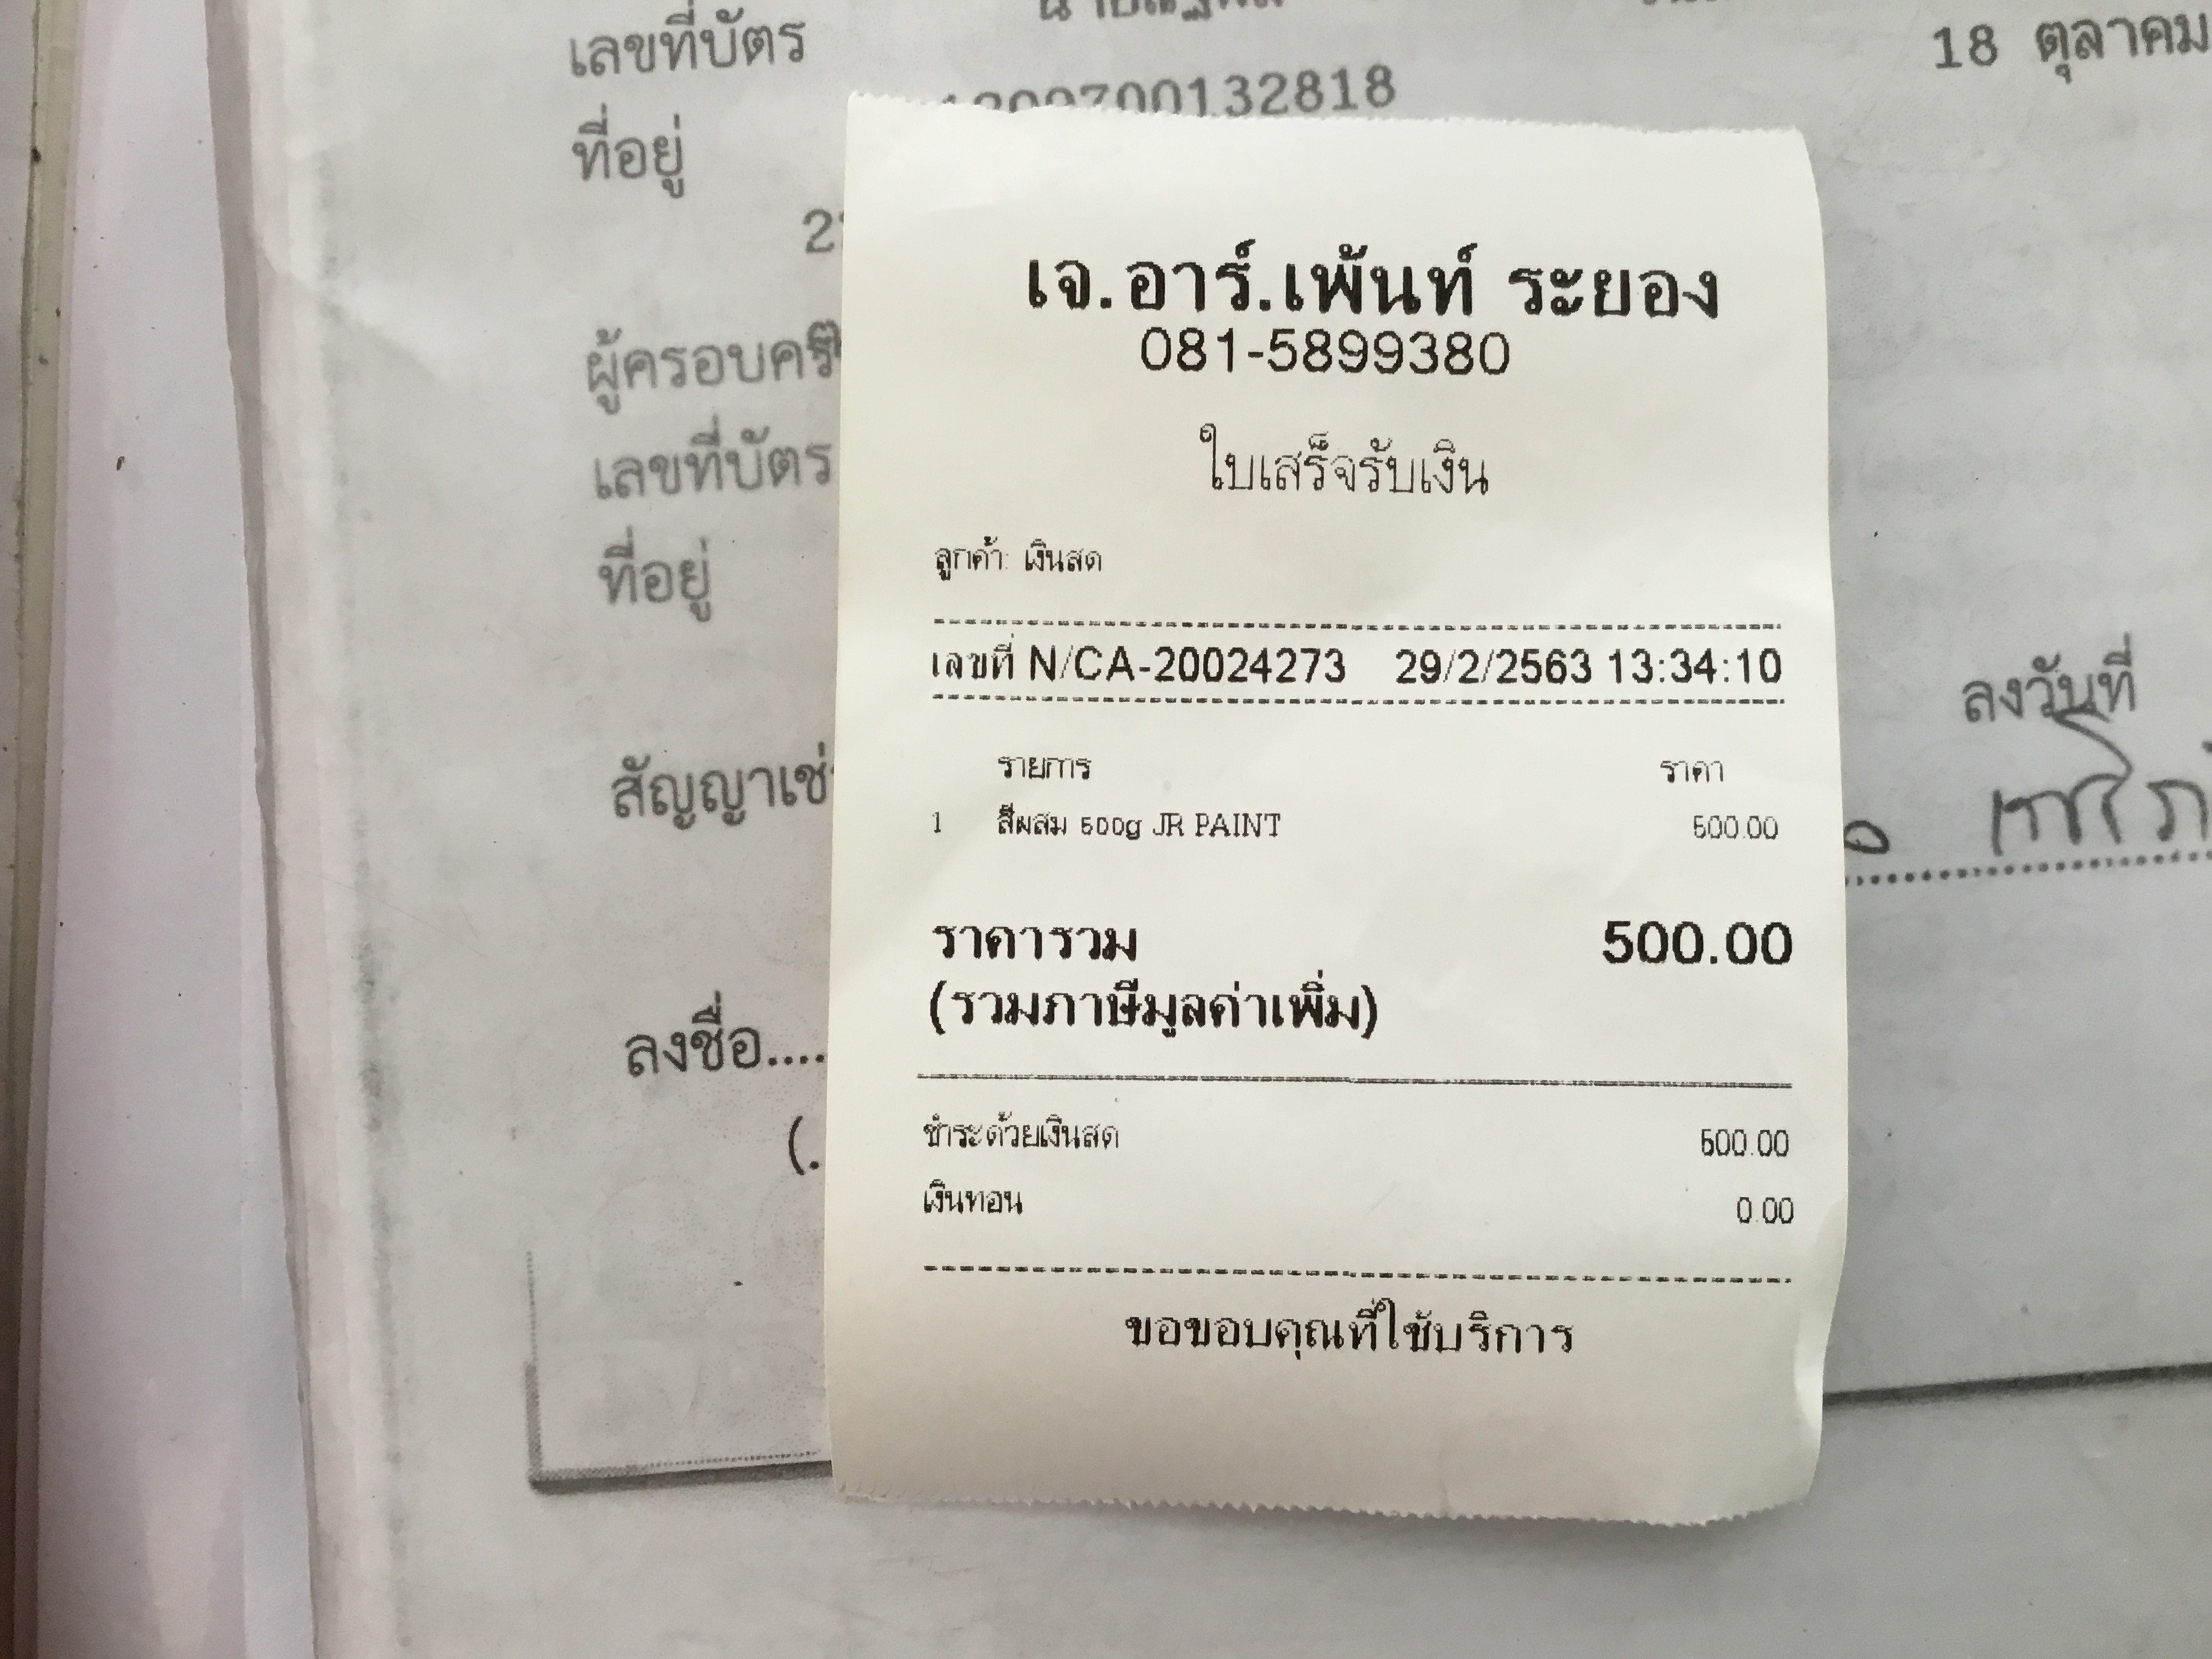 เลขที่บัตร
18 ตุลาคม
00132818
ที่อยู่
เจ.อาร์.เพ้นท์ ระยอง
081-5899380
ใบเสร็จรับเงิน
ลูกค้า: เงินสด
เลขที่ N/CA-20024273 29/2/2563 13:34:10
รายการ ราคา
1 สีผสม 500g JR PAINT 500.00
ราคารวม 500.00
(รวมภาษีมูลค่าเพิ่ม)
ชำระด้วยเงินสด 500.00
เงินทอน 0.00
ขอขอบคุณที่ใช้บริการ
ผู้ครอบคร
เลขที่บัตร
ที่อยู่
ลงวันที่
สัญญาเช่
ลงชื่อ....
(.